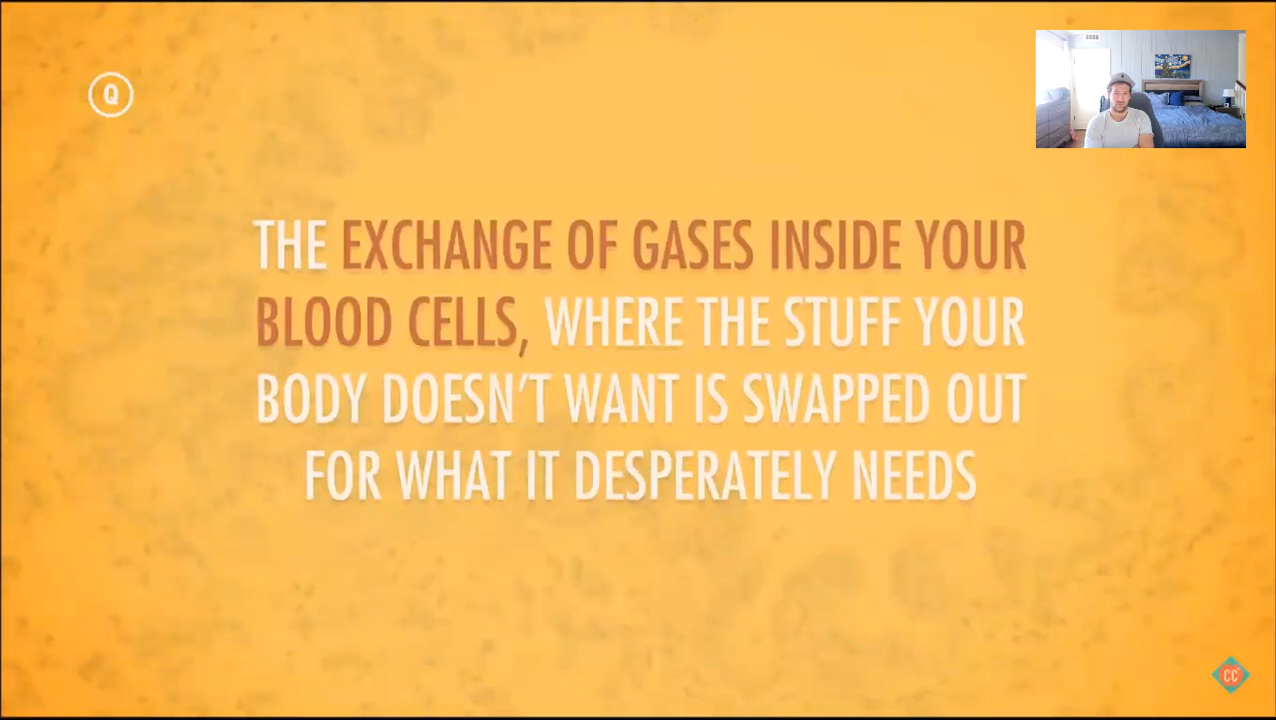 Q
THE EXCHANGE OF GASES INSIDE YOUR
BLOOD CELLS, WHERE THE STUFF YOUR
BODY DOESN'T WANT IS SWAPPED OUT
FOR WHAT IT DESPERATELY NEEDS
CC